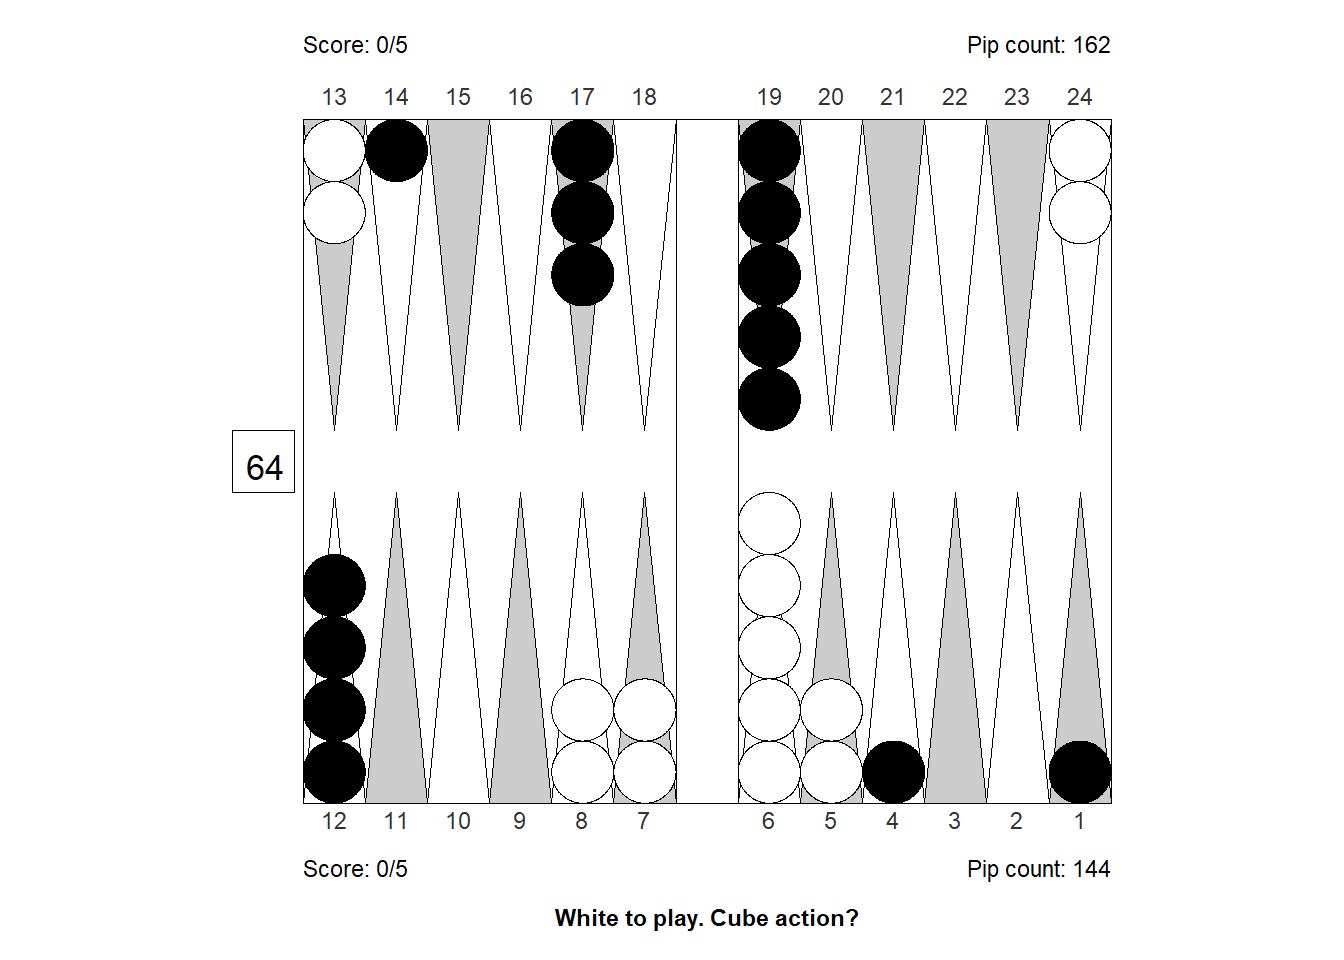 Score: 0/5 Pip count: 162
13 14 15 16 17 18 19 20 21 22 23 24
64
12 11 10 9 8 7 6 5 4 3 2 1
Score: 0/5 Pip count: 144
White to play. Cube action?